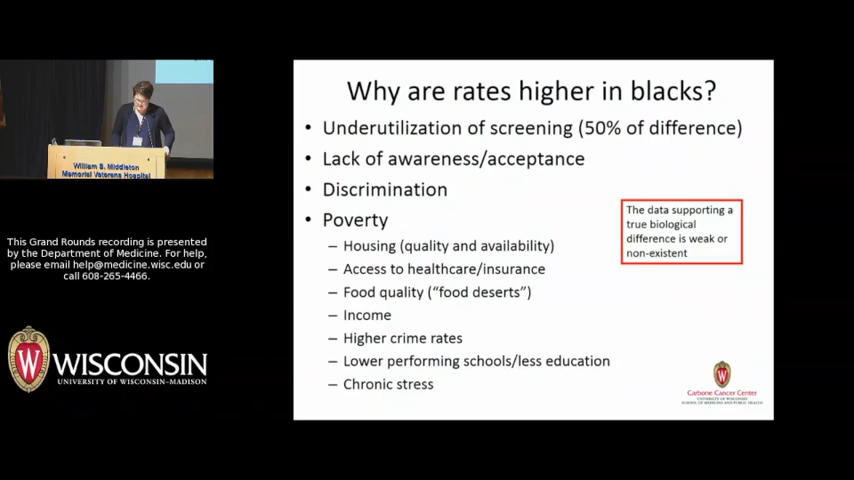 William S. Middleton
Memorial Veterans Hospital
This Grand Rounds recording is presented
by the Department of Medicine. For help,
please email help@medicine.wisc.edu or
call 608-265-4466.
W WISCONSIN
UNIVERSITY OF WISCONSIN-MADISON
Why are rates higher in blacks?
• Underutilization of screening (50% of difference)
• Lack of awareness/acceptance
• Discrimination
• Poverty
– Housing (quality and availability)
– Access to healthcare/insurance
– Food quality (“food deserts”)
– Income
– Higher crime rates
– Lower performing schools/less education
– Chronic stress
The data supporting a
true biological
difference is weak or
non-existent
W
Carbone Cancer Center
UNIVERSITY OF WISCONSIN
SCHOOL OF MEDICINE AND PUBLIC HEALTH